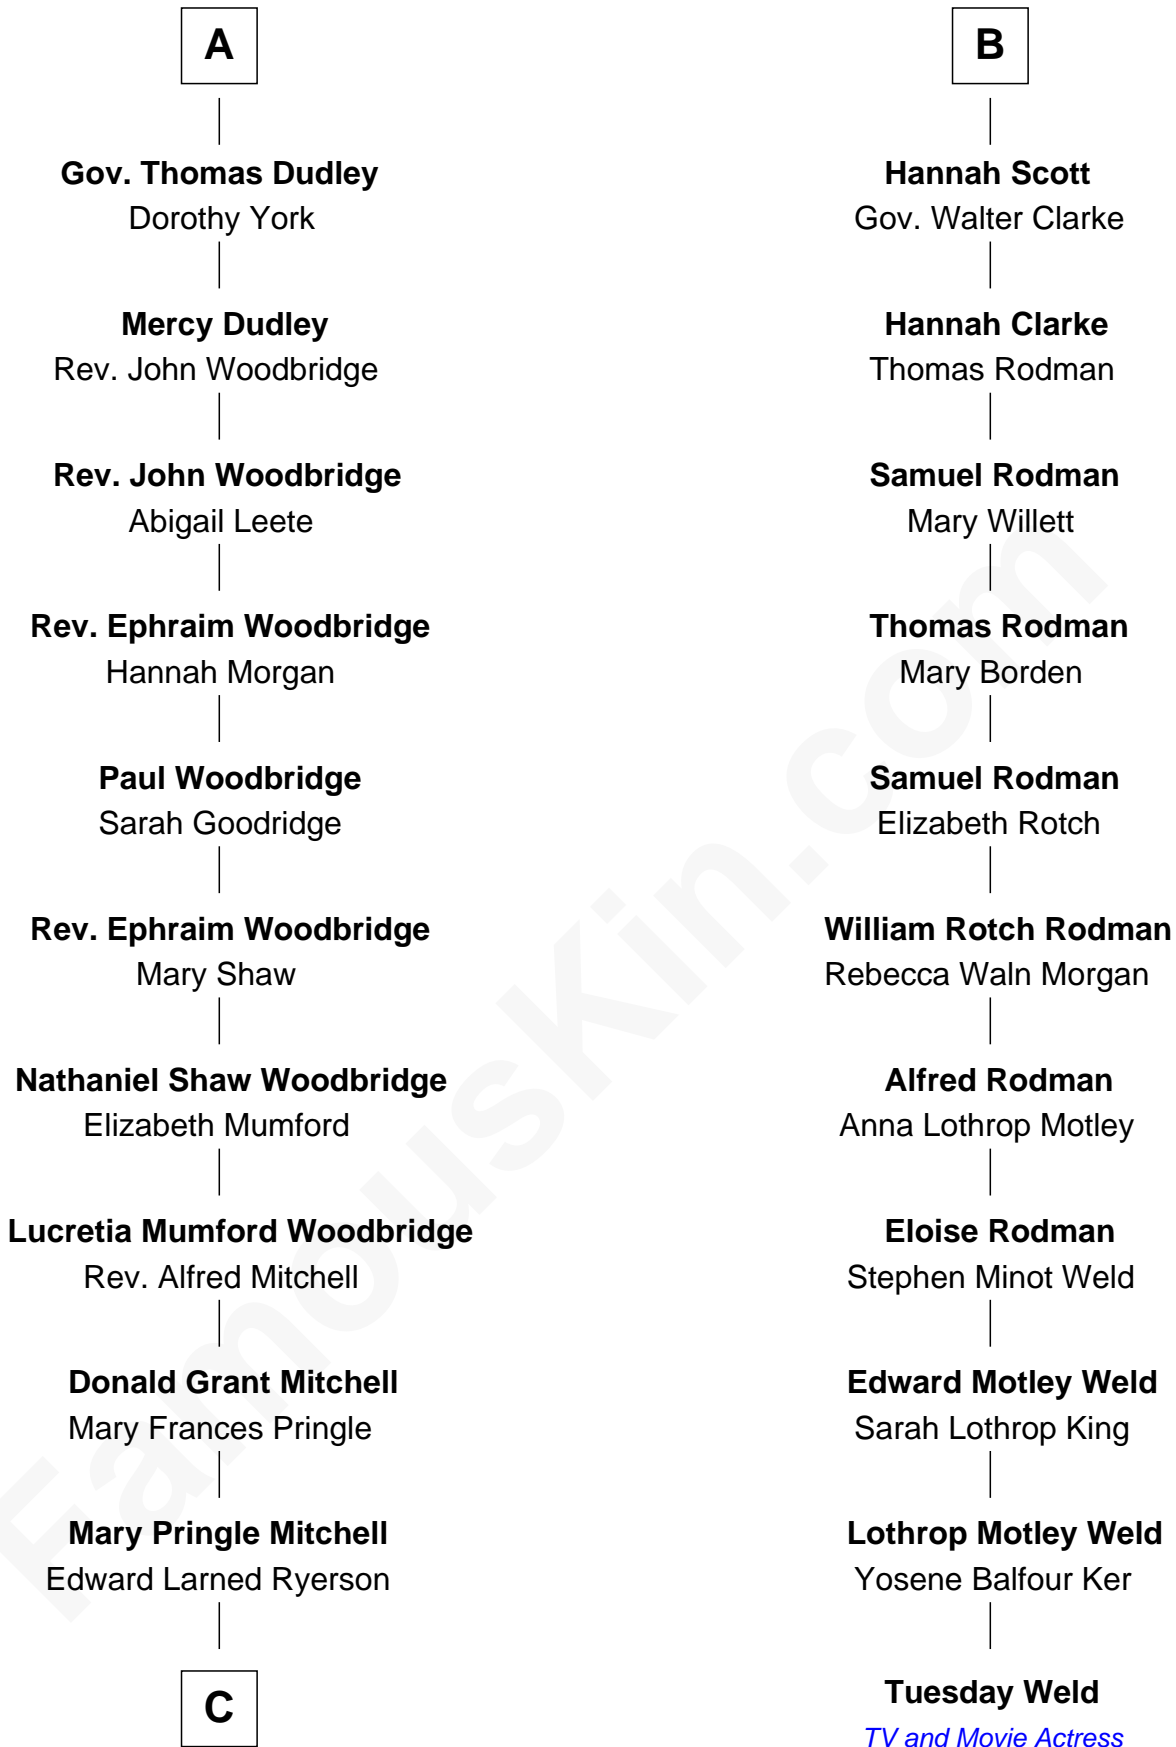 A
Gov. Thomas Dudley
Dorothy York
Mercy Dudley
Rev. John Woodbridge
Rev. John Woodbridge
Abigail Leete
Rev. Ephraim Woodbridge
Hannah Morgan
Paul Woodbridge
Sarah Goodridge
Rev. Ephraim Woodbridge
Mary Shaw
Nathaniel Shaw Woodbridge
Elizabeth Mumford
Lucretia Mumford Woodbridge
Rev. Alfred Mitchell
Donald Grant Mitchell
Mary Frances Pringle
Mary Pringle Mitchell
Edward Larned Ryerson
C
B
Hannah Scott
Gov. Walter Clarke
Hannah Clarke
Thomas Rodman
Samuel Rodman
Mary Willett
Thomas Rodman
Mary Borden
Samuel Rodman
Elizabeth Rotch
William Rotch Rodman
Rebecca Waln Morgan
Alfred Rodman
Anna Lothrop Motley
Eloise Rodman
Stephen Minot Weld
Edward Motley Weld
Sarah Lothrop King
Lothrop Motley Weld
Yosene Balfour Ker
Tuesday Weld
TV and Movie Actress
FamousKin.com